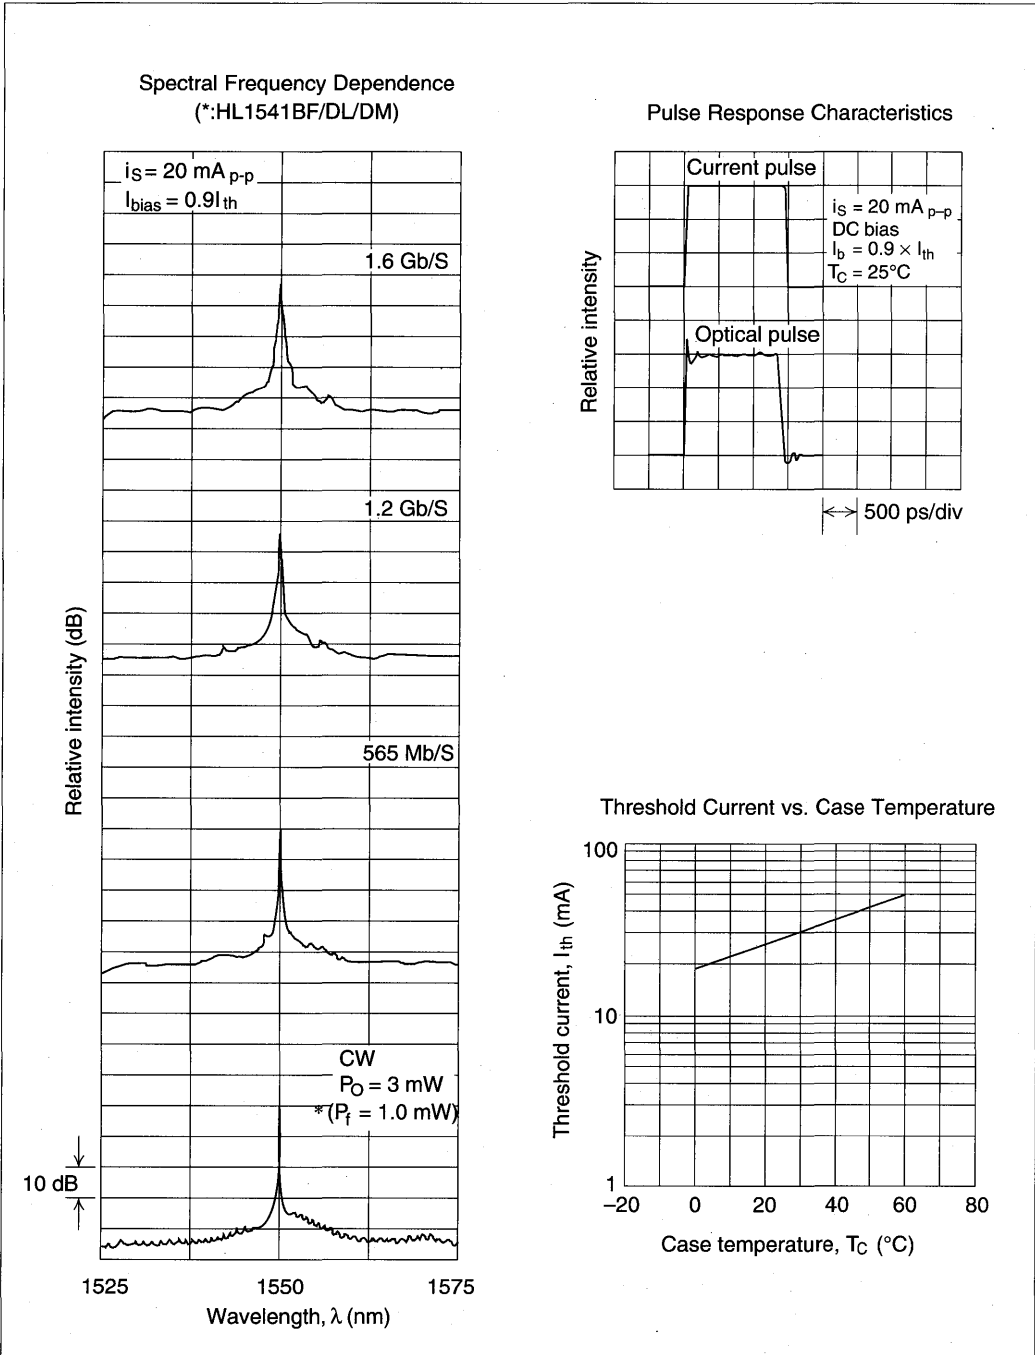 Spectral Frequency Dependence
(*:HL1541BF/DL/DM)
iS = 20 mA p-p
Ibias = 0.9Ith
1.6 Gb/S
1.2 Gb/S
565 Mb/S
CW
PO = 3 mW
* (Pf = 1.0 mW)
10 dB
Relative intensity (dB)
1525
1550
1575
Wavelength, λ (nm)
Pulse Response Characteristics
Current pulse
iS = 20 mA p–p
DC bias
Ib = 0.9 × Ith
TC = 25°C
Optical pulse
Relative intensity
500 ps/div
Threshold Current vs. Case Temperature
100
10
1
Threshold current, Ith (mA)
–20
0
20
40
60
80
Case temperature, TC (°C)